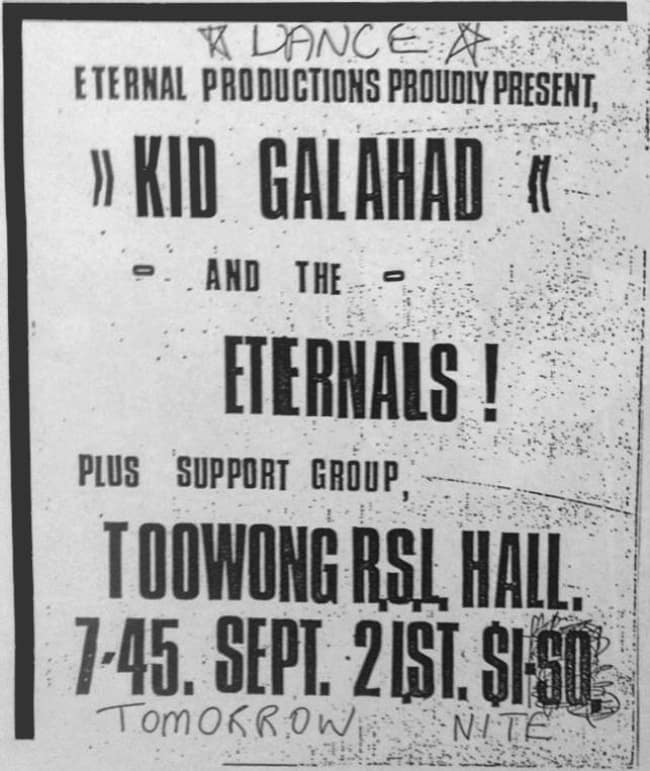 ☆ DANCE ☆
ETERNAL PRODUCTIONS PROUDLY PRESENT,
» KID GALAHAD «
- AND THE -
ETERNALS !
PLUS SUPPORT GROUP,
TOOWONG R.S.L. HALL.
7-45. SEPT. 21ST. $1-50.
TOMORROW NITE